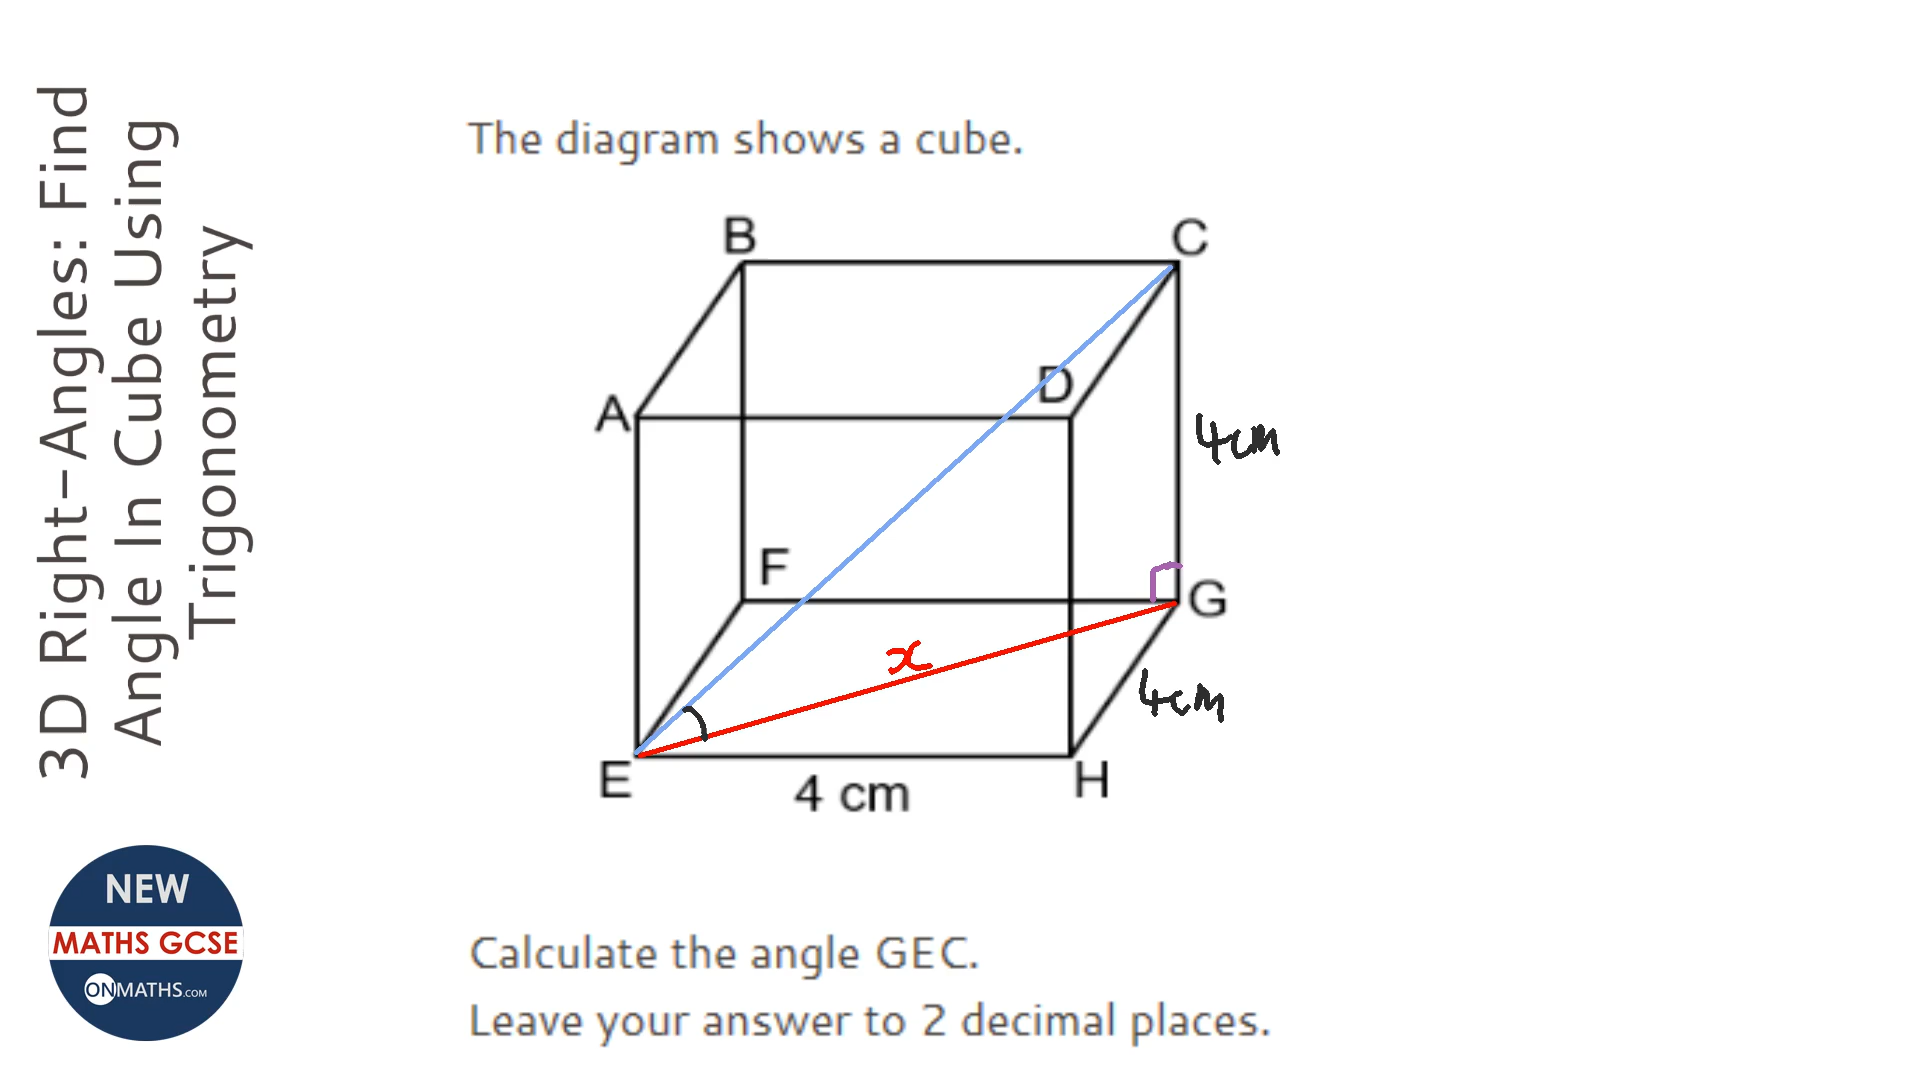 3D Right-Angles: Find
Angle In Cube Using
Trigonometry
The diagram shows a cube.
B
C
A
D
4cm
F
G
x
4cm
E
H
4 cm
NEW
MATHS GCSE
ONMATHS.COM
Calculate the angle GEC.
Leave your answer to 2 decimal places.